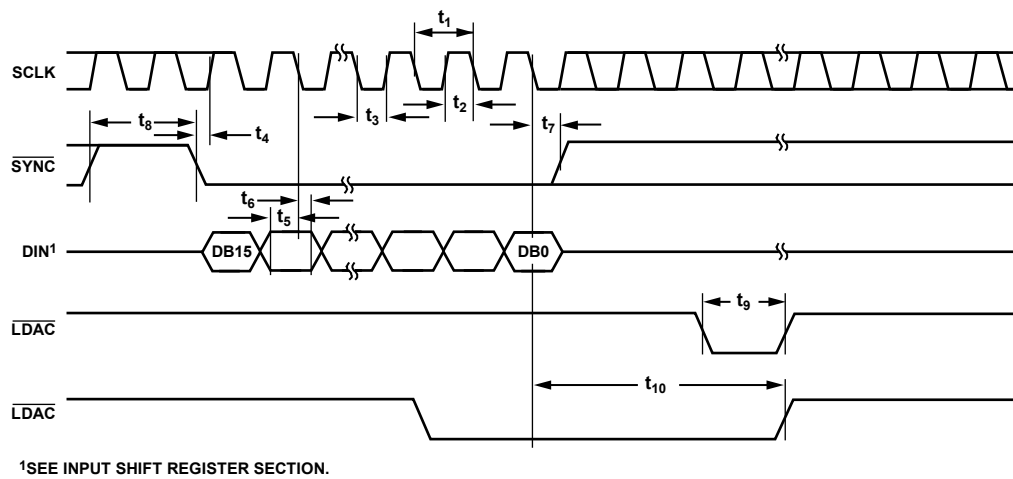 t1
SCLK
t2
t3
t8
t4
t7
SYNC
t6
t5
DIN1
DB15
DB0
t9
LDAC
t10
LDAC
1SEE INPUT SHIFT REGISTER SECTION.